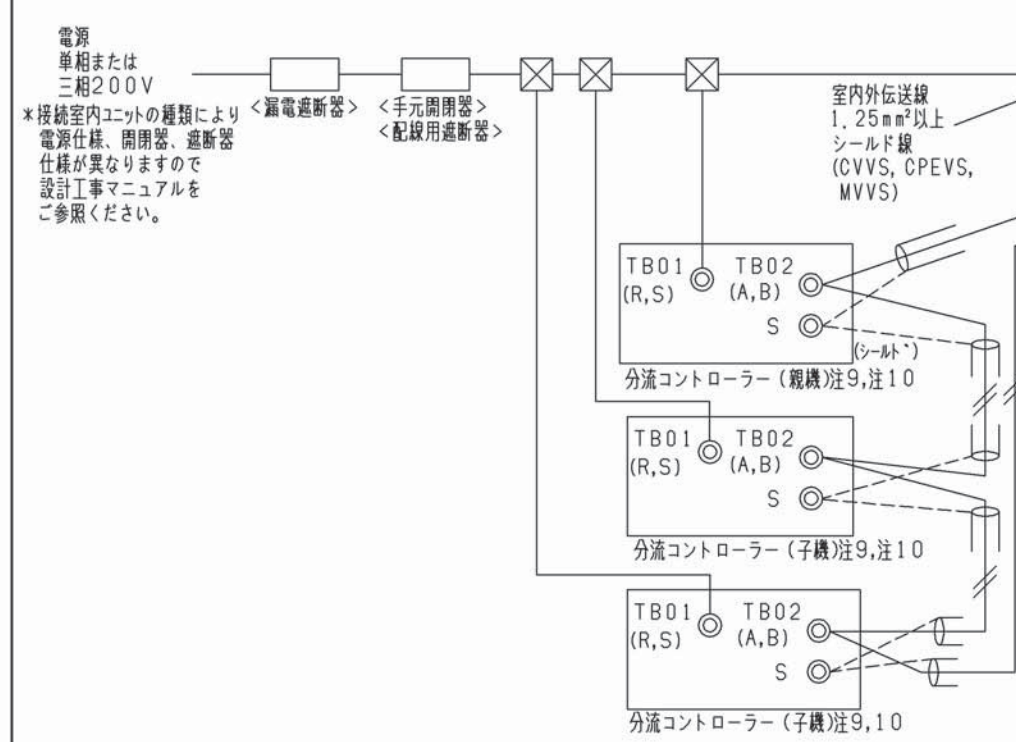 電源
単相または
三相200V
*接続室内ユニットの種類により
電源仕様、開閉器、遮断器
仕様が異なりますので
設計工事マニュアルを
ご参照ください。
<漏電遮断器>
<手元開閉器>
<配線用遮断器>
室内外伝送線
1.25mm²以上
シールド線
(CVVS, CPEVS,
MVVS)
TB01
(R,S)
TB02
(A,B)
S
(シールド)
分流コントローラー(親機)注9,注10
TB01
(R,S)
TB02
(A,B)
S
分流コントローラー(子機)注9,注10
TB01
(R,S)
TB02
(A,B)
S
分流コントローラー(子機)注9,10